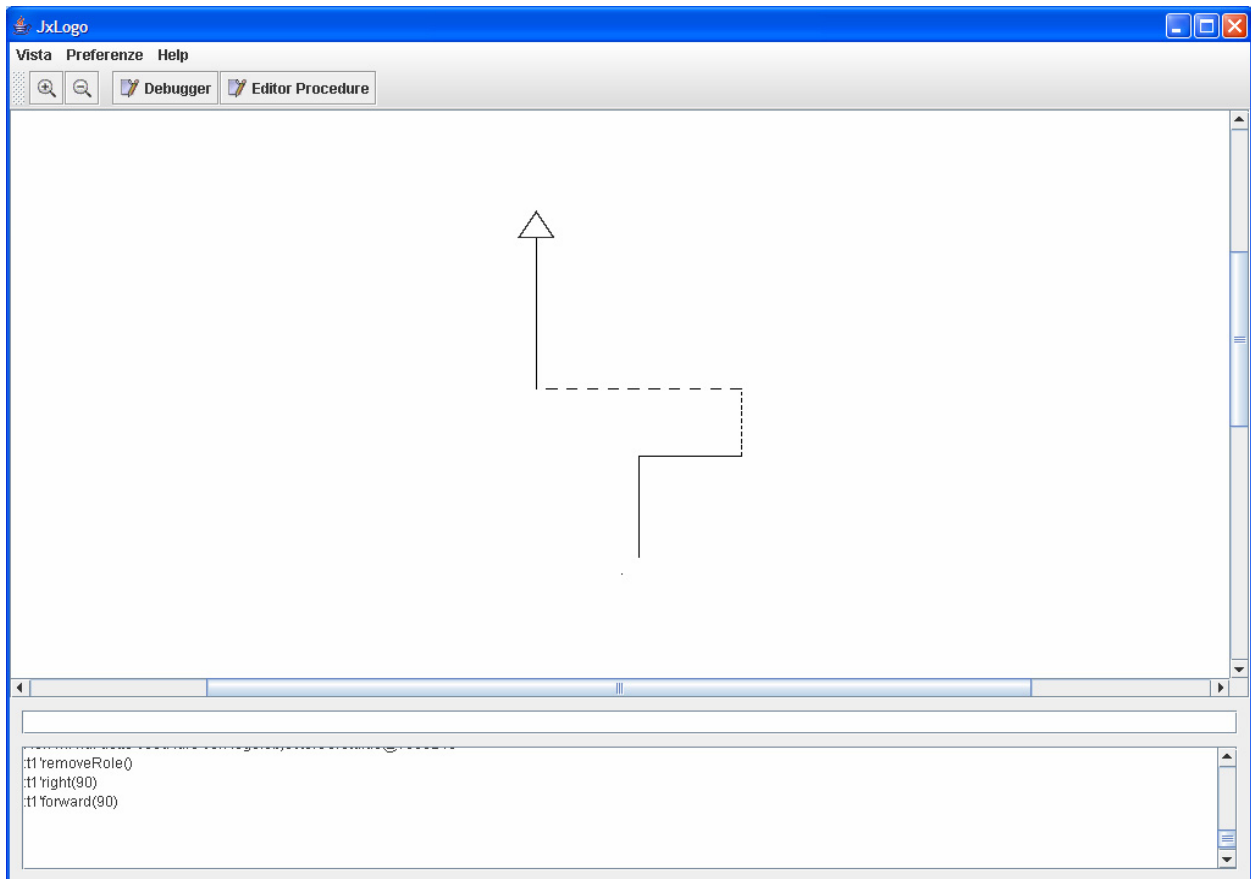 JxLogo
Vista Preferenze Help
Debugger Editor Procedure
:t1'removeRole()
:t1'right(90)
:t1'forward(90)